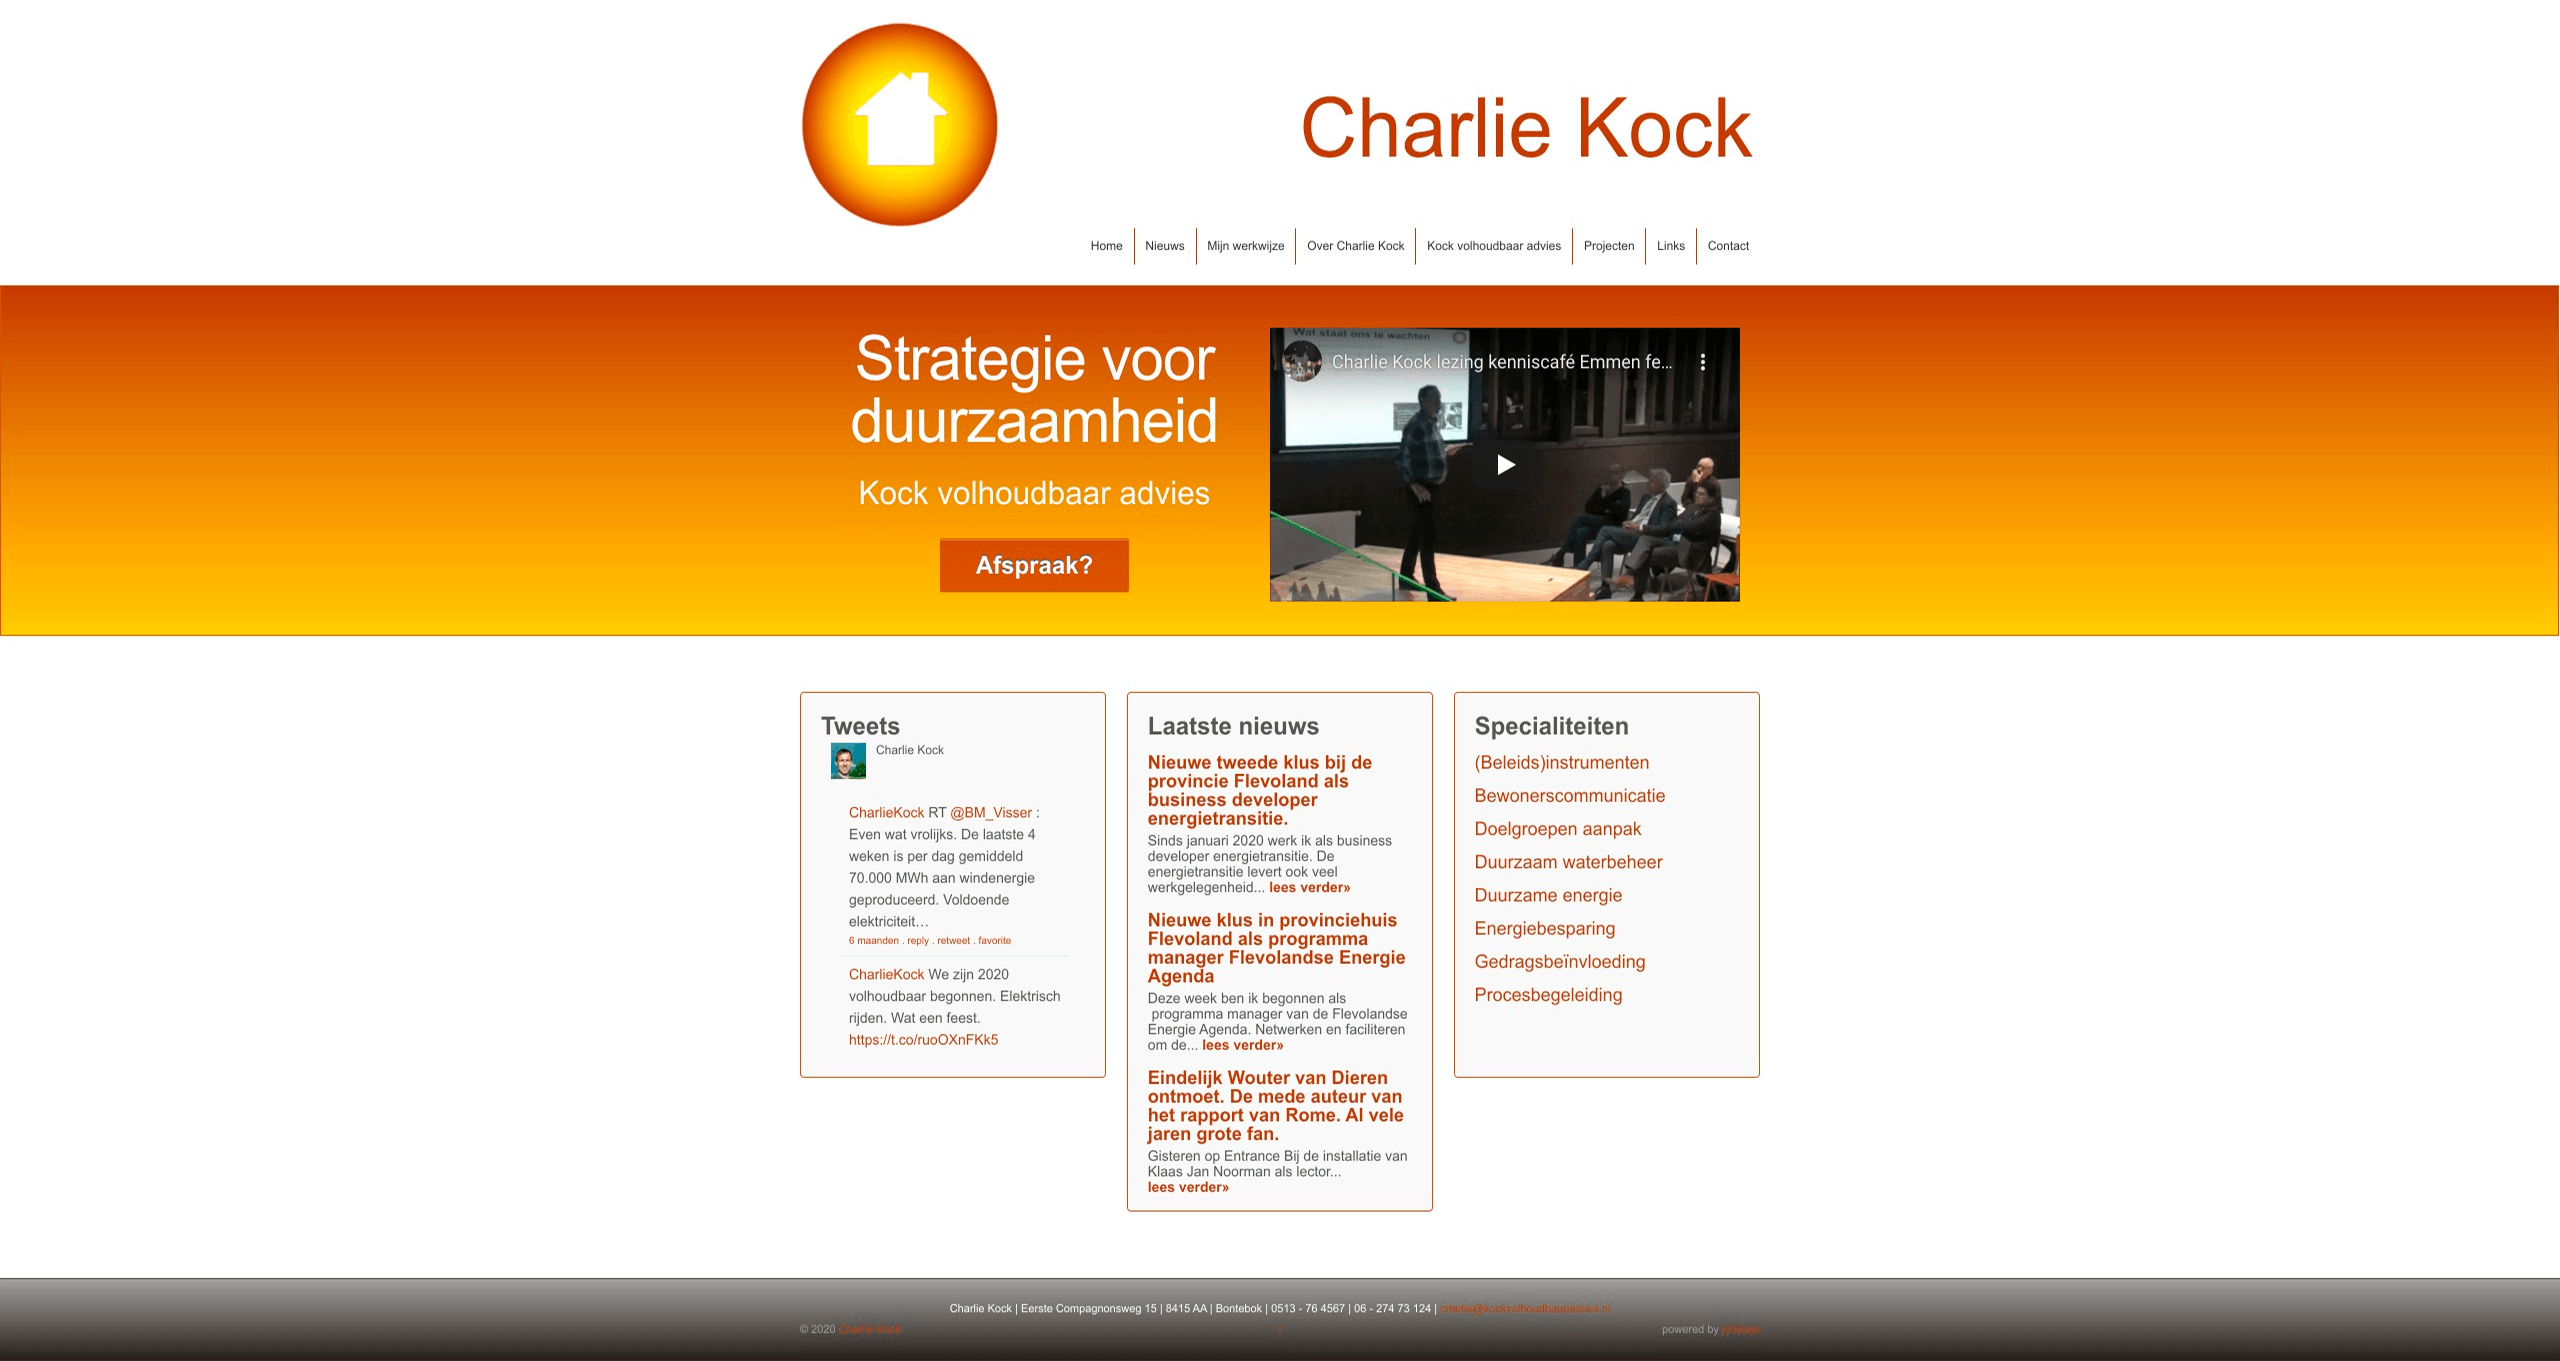 Charlie Kock
Home
Nieuws
Mijn werkwijze
Over Charlie Kock
Kock volhoudbaar advies
Projecten
Links
Contact
Strategie voor
duurzaamheid
Kock volhoudbaar advies
Afspraak?
Wat staat ons te wachten
Charlie Kock lezing kenniscafé Emmen fe...
Tweets
Charlie Kock
CharlieKock RT @BM_Visser :
Even wat vrolijks. De laatste 4
weken is per dag gemiddeld
70.000 MWh aan windenergie
geproduceerd. Voldoende
elektriciteit…
6 maanden . reply . retweet . favorite
CharlieKock We zijn 2020
volhoudbaar begonnen. Elektrisch
rijden. Wat een feest.
https://t.co/ruoOXnFKk5
Laatste nieuws
Nieuwe tweede klus bij de
provincie Flevoland als
business developer
energietransitie.
Sinds januari 2020 werk ik als business
developer energietransitie. De
energietransitie levert ook veel
werkgelegenheid... lees verder»
Nieuwe klus in provinciehuis
Flevoland als programma
manager Flevolandse Energie
Agenda
Deze week ben ik begonnen als
programma manager van de Flevolandse
Energie Agenda. Netwerken en faciliteren
om de... lees verder»
Eindelijk Wouter van Dieren
ontmoet. De mede auteur van
het rapport van Rome. Al vele
jaren grote fan.
Gisteren op Entrance Bij de installatie van
Klaas Jan Noorman als lector...
lees verder»
Specialiteiten
(Beleids)instrumenten
Bewonerscommunicatie
Doelgroepen aanpak
Duurzaam waterbeheer
Duurzame energie
Energiebesparing
Gedragsbeïnvloeding
Procesbegeleiding
Charlie Kock | Eerste Compagnonsweg 15 | 8415 AA | Bontebok | 0513 - 76 4567 | 06 - 274 73 124 | charlie@kockvolhoudbaaradvies.nl
© 2020 Charlie Kock
powered by